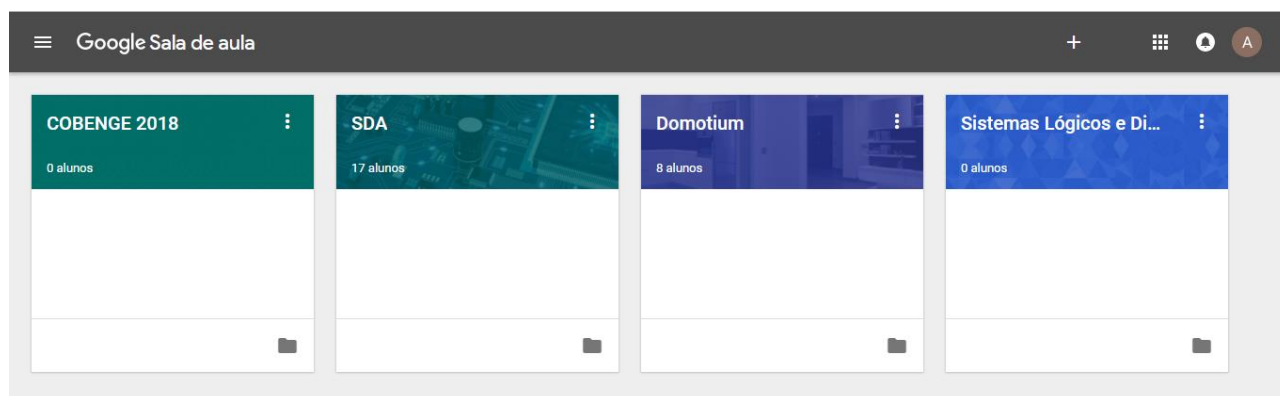 Google Sala de aula
A
COBENGE 2018
0 alunos
SDA
17 alunos
Domotium
8 alunos
Sistemas Lógicos e Di...
0 alunos